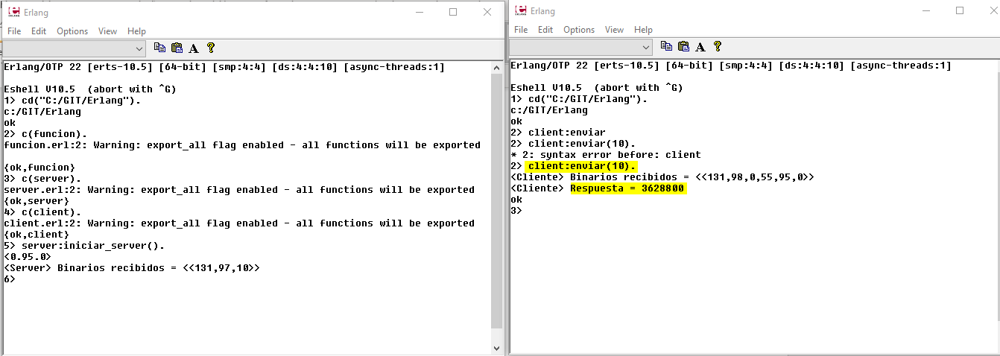 Erlang
File Edit Options View Help
Erlang/OTP 22 [erts-10.5] [64-bit] [smp:4:4] [ds:4:4:10] [async-threads:1]
Eshell V10.5  (abort with ^G)
1> cd("C:/GIT/Erlang").
c:/GIT/Erlang
ok
2> c(funcion).
funcion.erl:2: Warning: export_all flag enabled - all functions will be exported
{ok,funcion}
3> c(server).
server.erl:2: Warning: export_all flag enabled - all functions will be exported
{ok,server}
4> c(client).
client.erl:2: Warning: export_all flag enabled - all functions will be exported
{ok,client}
5> server:iniciar_server().
<0.95.0>
<Server> Binarios recibidos = <<131,97,10>>
6>
Erlang
File Edit Options View Help
Erlang/OTP 22 [erts-10.5] [64-bit] [smp:4:4] [ds:4:4:10] [async-threads:1]
Eshell V10.5  (abort with ^G)
1> cd("C:/GIT/Erlang").
c:/GIT/Erlang
ok
2> client:enviar
2> client:enviar(10).
* 2: syntax error before: client
2> client:enviar(10).
<Cliente> Binarios recibidos = <<131,98,0,55,95,0>>
<Cliente> Respuesta = 3628800
ok
3>